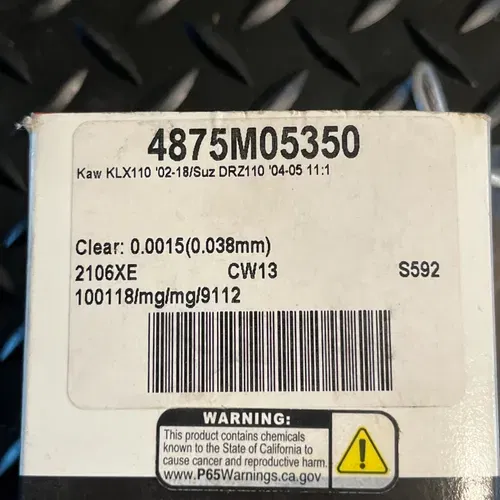 4875M05350
Kaw KLX110 '02-18/Suz DRZ110 '04-05 11:1
Clear: 0.0015(0.038mm)
2106XE CW13 S592
100118/mg/mg/9112
WARNING:
This product contains chemicals
known to the State of California to
cause cancer and reproductive harm.
www.P65Warnings.ca.gov